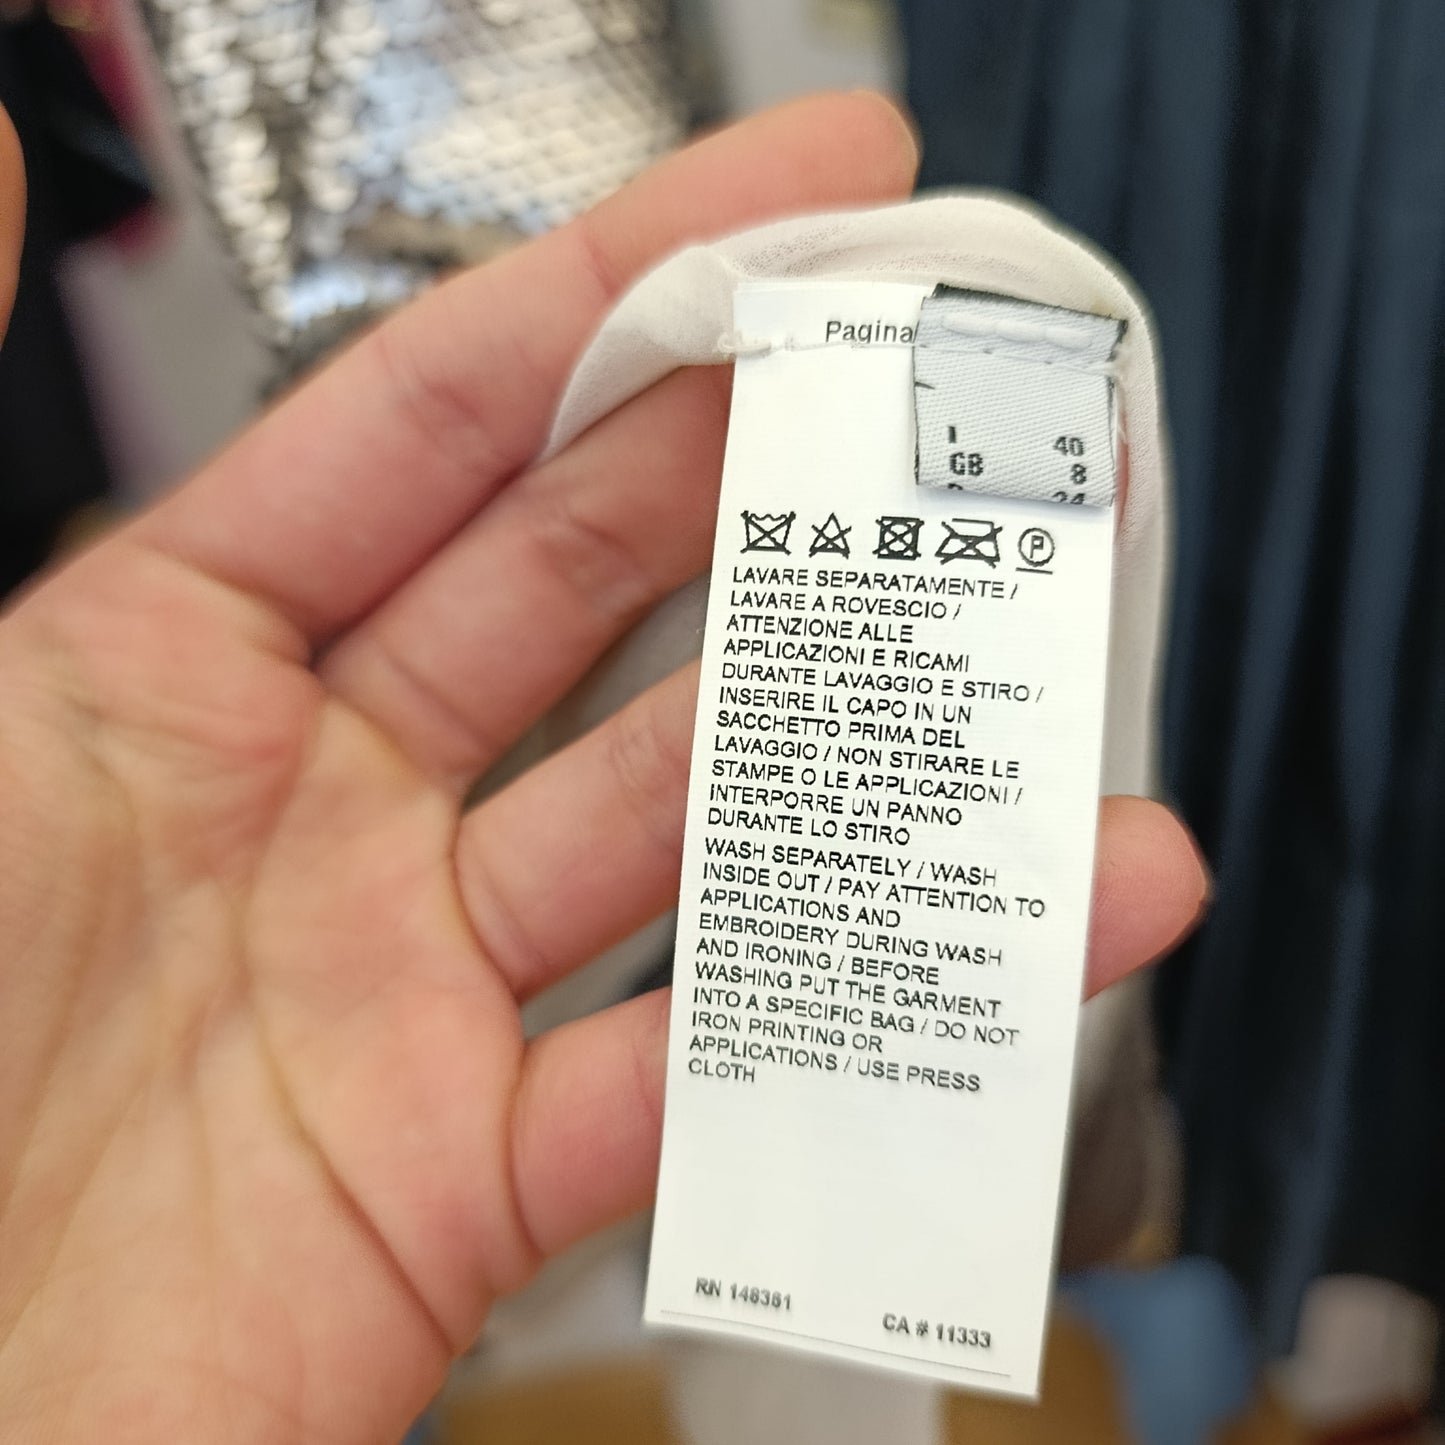 Pagina
I 40
GB 8
24
P
LAVARE SEPARATAMENTE /
LAVARE A ROVESCIO /
ATTENZIONE ALLE
APPLICAZIONI E RICAMI
DURANTE LAVAGGIO E STIRO /
INSERIRE IL CAPO IN UN
SACCHETTO PRIMA DEL
LAVAGGIO / NON STIRARE LE
STAMPE O LE APPLICAZIONI /
INTERPORRE UN PANNO
DURANTE LO STIRO
WASH SEPARATELY / WASH
INSIDE OUT / PAY ATTENTION TO
APPLICATIONS AND
EMBROIDERY DURING WASH
AND IRONING / BEFORE
WASHING PUT THE GARMENT
INTO A SPECIFIC BAG / DO NOT
IRON PRINTING OR
APPLICATIONS / USE PRESS
CLOTH
RN 148381
CA # 11333